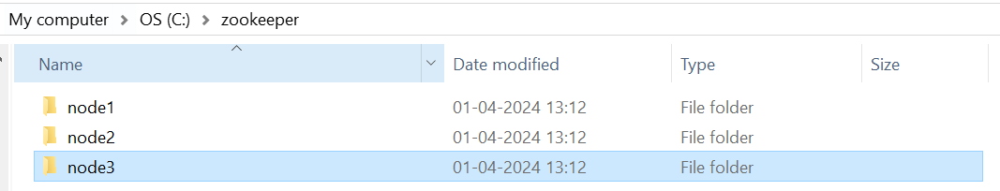 My computer > OS (C:) > zookeeper
Name Date modified Type Size
node1 01-04-2024 13:12 File folder
node2 01-04-2024 13:12 File folder
node3 01-04-2024 13:12 File folder